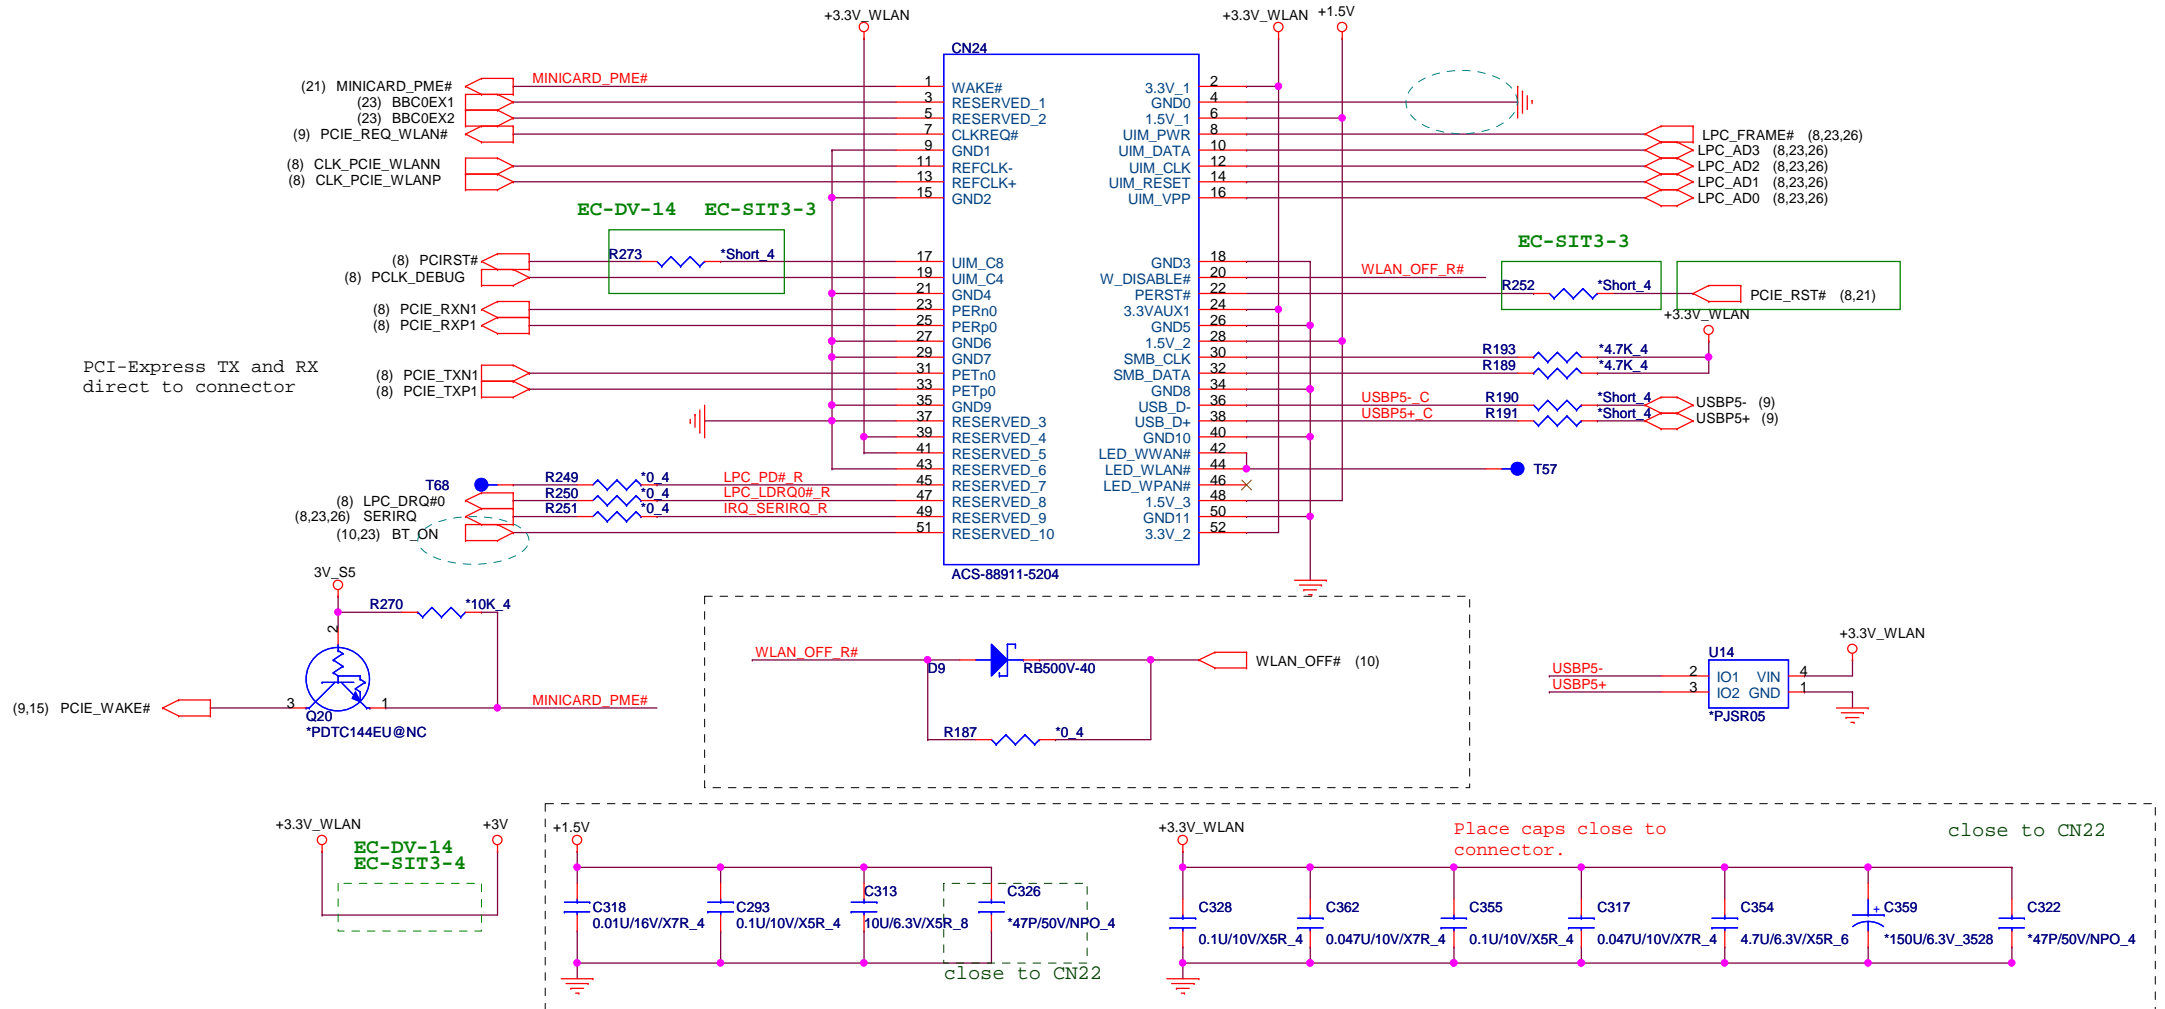 +3.3V_WLAN
+3.3V_WLAN
+1.5V
CN24
(21) MINICARD_PME#
MINICARD_PME#
1 WAKE#
3.3V_1 2
(23) BBC0EX1
3 RESERVED_1
GND0 4
(23) BBC0EX2
5 RESERVED_2
1.5V_1 6
(9) PCIE_REQ_WLAN#
7 CLKREQ#
UIM_PWR 8
LPC_FRAME# (8,23,26)
9 GND1
UIM_DATA 10
LPC_AD3 (8,23,26)
(8) CLK_PCIE_WLANN
11 REFCLK-
UIM_CLK 12
LPC_AD2 (8,23,26)
(8) CLK_PCIE_WLANP
13 REFCLK+
UIM_RESET 14
LPC_AD1 (8,23,26)
15 GND2
UIM_VPP 16
LPC_AD0 (8,23,26)
EC-DV-14 EC-SIT3-3
EC-SIT3-3
(8) PCIRST#
R273 *Short_4
17 UIM_C8
GND3 18
(8) PCLK_DEBUG
19 UIM_C4
W_DISABLE# 20
WLAN_OFF_R#
21 GND4
PERST# 22
R252 *Short_4
PCIE_RST# (8,21)
(8) PCIE_RXN1
23 PERn0
3.3VAUX1 24
+3.3V_WLAN
(8) PCIE_RXP1
25 PERp0
GND5 26
27 GND6
1.5V_2 28
29 GND7
SMB_CLK 30
R193 *4.7K_4
PCI-Express TX and RX
direct to connector
(8) PCIE_TXN1
31 PETn0
SMB_DATA 32
R189 *4.7K_4
(8) PCIE_TXP1
33 PETp0
GND8 34
35 GND9
USB_D- 36
USBP5-_C
R190 *Short_4
USBP5- (9)
37 RESERVED_3
USB_D+ 38
USBP5+_C
R191 *Short_4
USBP5+ (9)
39 RESERVED_4
GND10 40
41 RESERVED_5
LED_WWAN# 42
43 RESERVED_6
LED_WLAN# 44
T57
T68
R249 *0_4
LPC_PD#_R
45 RESERVED_7
LED_WPAN# 46
(8) LPC_DRQ#0
R250 *0_4
LPC_LDRQ0#_R
47 RESERVED_8
1.5V_3 48
(8,23,26) SERIRQ
R251 *0_4
IRQ_SERIRQ_R
49 RESERVED_9
GND11 50
(10,23) BT_ON
51 RESERVED_10
3.3V_2 52
ACS-88911-5204
3V_S5
R270 *10K_4
2
(9,15) PCIE_WAKE#
3
1
MINICARD_PME#
Q20
*PDTC144EU@NC
WLAN_OFF_R#
D9
RB500V-40
WLAN_OFF# (10)
R187 *0_4
+3.3V_WLAN
U14
USBP5-
2 IO1 VIN 4
USBP5+
3 IO2 GND 1
*PJSR05
+3.3V_WLAN
+3V
EC-DV-14
EC-SIT3-4
+1.5V
C318
0.01U/16V/X7R_4
C293
0.1U/10V/X5R_4
C313
10U/6.3V/X5R_8
C326
*47P/50V/NPO_4
close to CN22
+3.3V_WLAN
Place caps close to
connector.
close to CN22
C328
0.1U/10V/X5R_4
C362
0.047U/10V/X7R_4
C355
0.1U/10V/X5R_4
C317
0.047U/10V/X7R_4
C354
4.7U/6.3V/X5R_6
+
C359
*150U/6.3V_3528
C322
*47P/50V/NPO_4